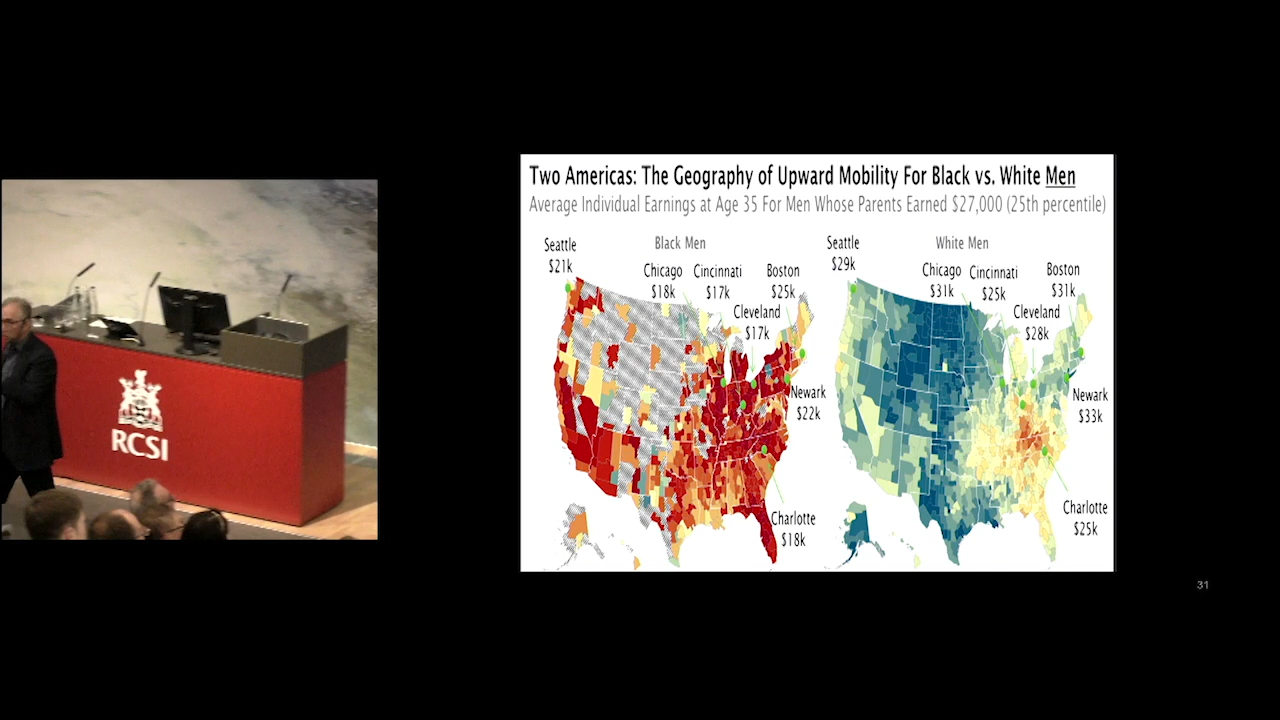 RCSI
Two Americas: The Geography of Upward Mobility For Black vs. White Men
Average Individual Earnings at Age 35 For Men Whose Parents Earned $27,000 (25th percentile)
Black Men
Seattle
$21k
Chicago
$18k
Cincinnati
$17k
Boston
$25k
Cleveland
$17k
Newark
$22k
Charlotte
$18k
White Men
Seattle
$29k
Chicago
$31k
Cincinnati
$25k
Boston
$31k
Cleveland
$28k
Newark
$33k
Charlotte
$25k
31